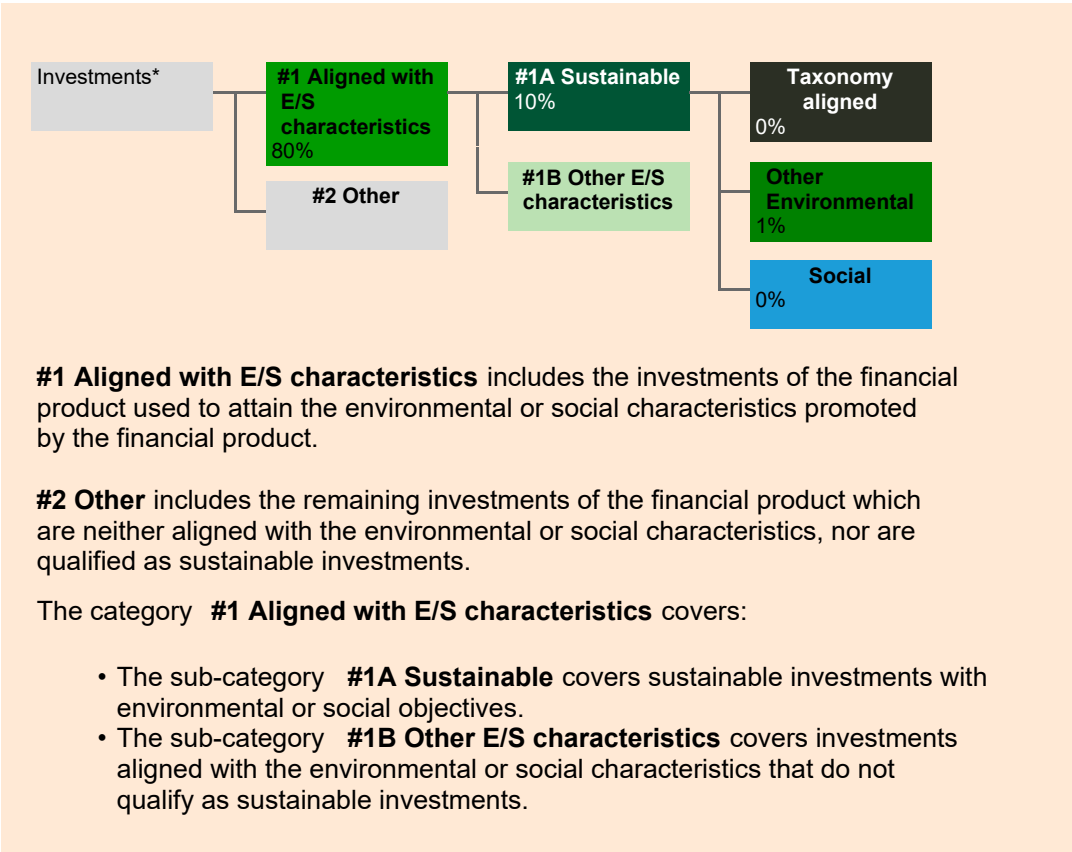 Investments*
#1 Aligned with
E/S
characteristics
80%
#2 Other
#1A Sustainable
10%
#1B Other E/S
characteristics
Taxonomy
aligned
0%
Other
Environmental
1%
Social
0%
#1 Aligned with E/S characteristics includes the investments of the financial
product used to attain the environmental or social characteristics promoted
by the financial product.
#2 Other includes the remaining investments of the financial product which
are neither aligned with the environmental or social characteristics, nor are
qualified as sustainable investments.
The category #1 Aligned with E/S characteristics covers:
• The sub-category #1A Sustainable covers sustainable investments with
environmental or social objectives.
• The sub-category #1B Other E/S characteristics covers investments
aligned with the environmental or social characteristics that do not
qualify as sustainable investments.